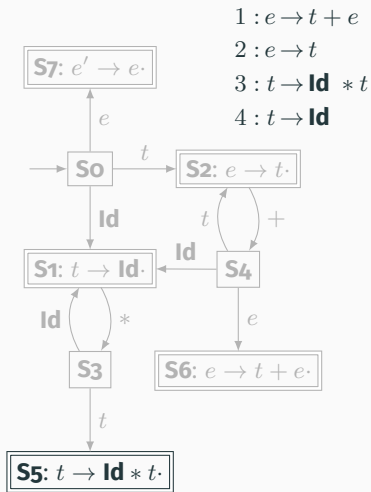 1 : e → t + e
2 : e → t
3 : t → Id * t
4 : t → Id
S7: e′ → e·
e
S0
t
S2: e → t·
Id
t
+
S1: t → Id·
Id
S4
Id
*
e
S3
S6: e → t + e·
t
S5: t → Id * t·